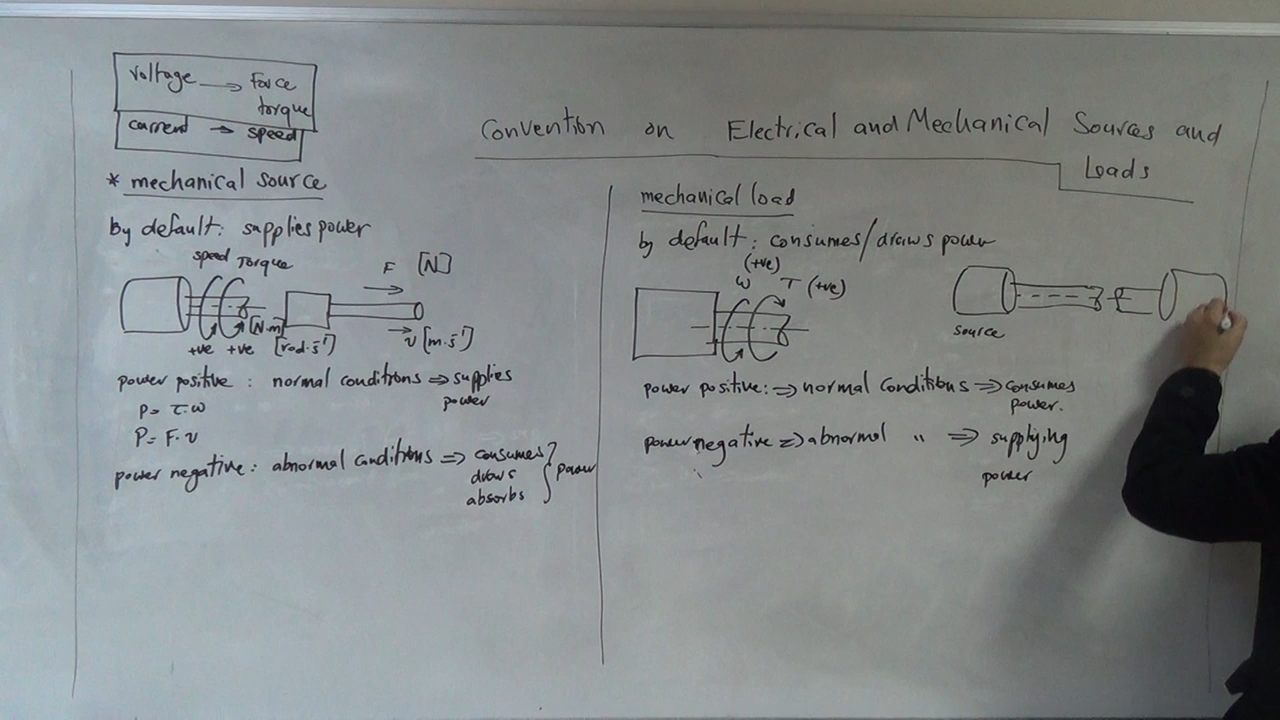 voltage → Force
torque
current → speed
Convention on Electrical and Mechanical Sources and
Loads
* mechanical source
by default: supplies power
speed Torque
F [N]
[N.m]
+ve +ve [rad.s⁻¹]
v [m.s⁻¹]
power positive: normal conditions ⇒ supplies
power
P= τ.ω
P= F.v
power negative: abnormal conditions ⇒ consumes
draws } power
absorbs
mechanical load
by default: consumes/draws power
(+ve)
ω T (+ve)
source
power positive: ⇒ normal conditions ⇒ consumes
power.
power negative ⇒ abnormal " ⇒ supplying
power